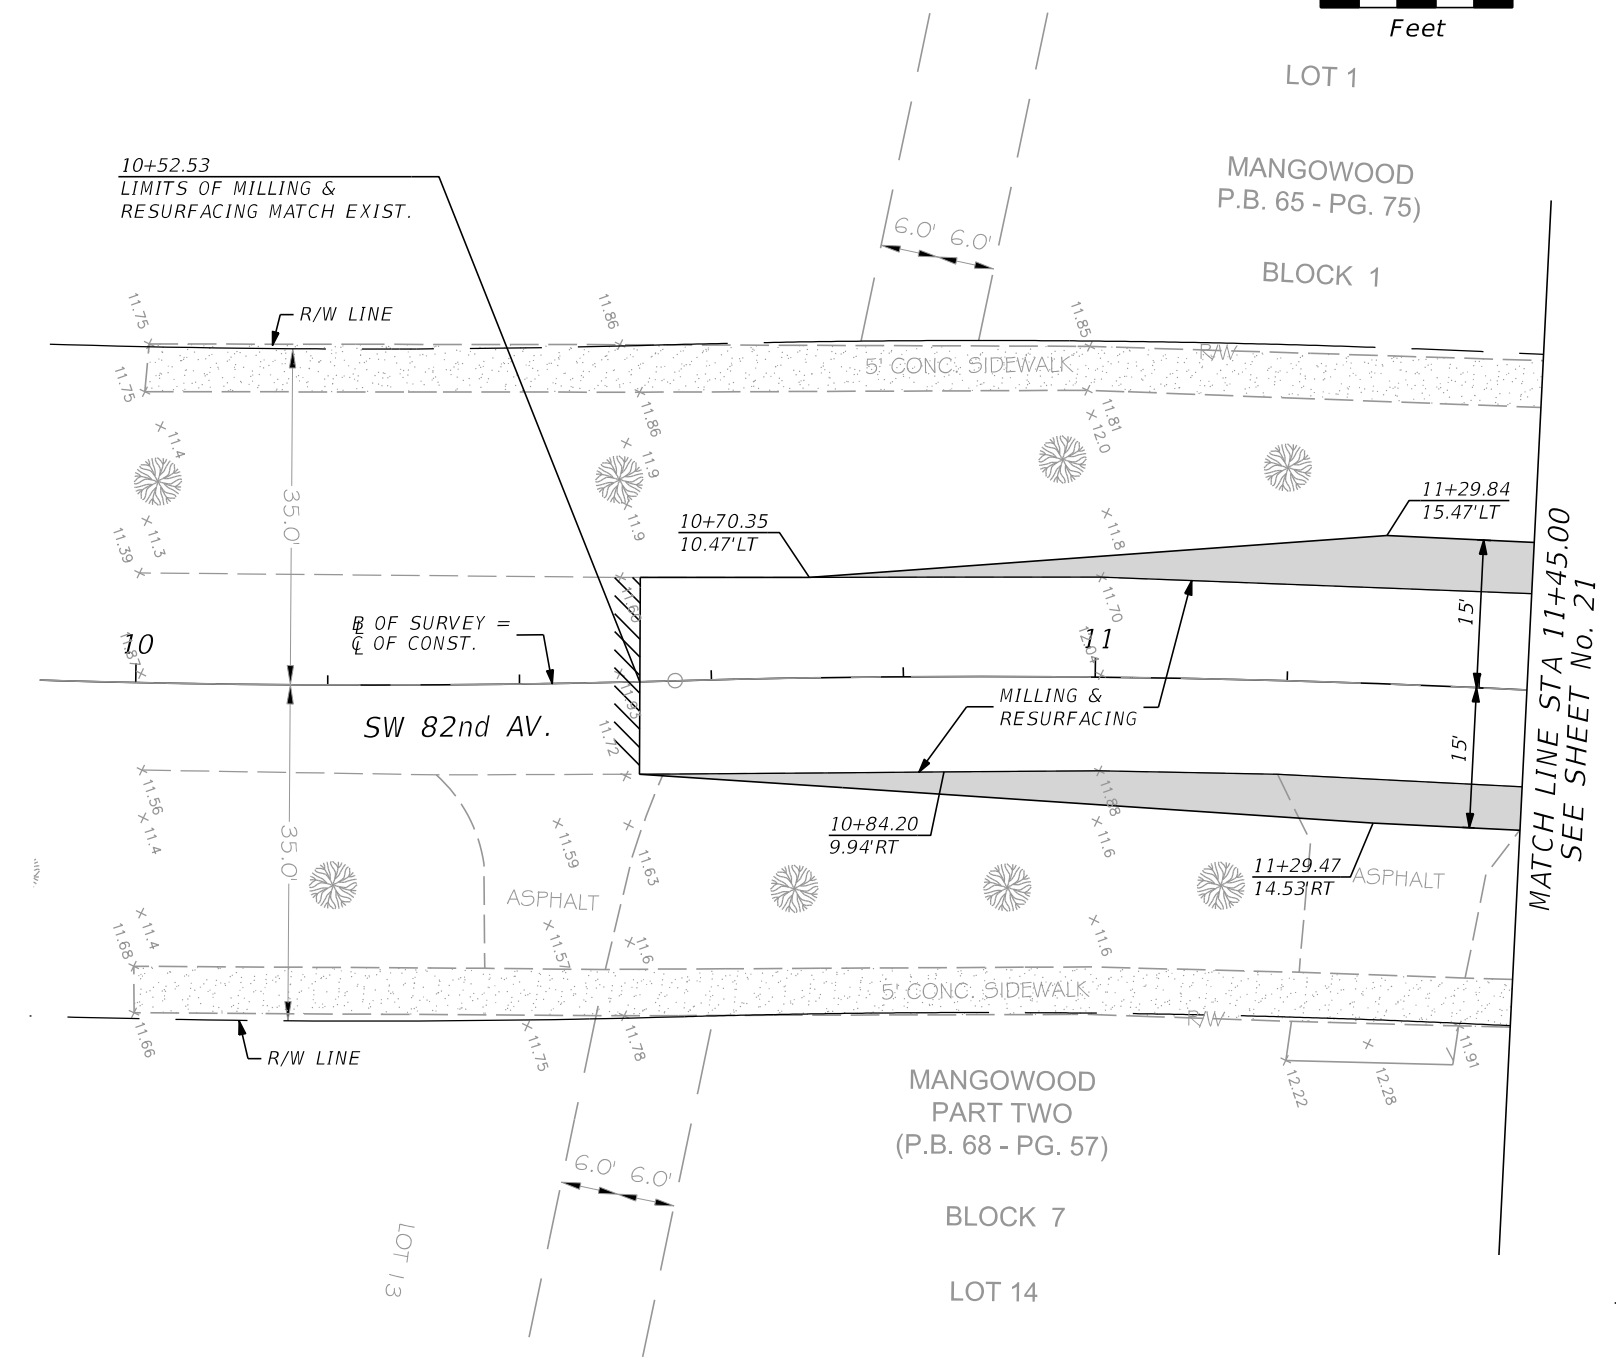 Feet
LOT 1
MANGOWOOD
P.B. 65 - PG. 75)
BLOCK 1
10+52.53
LIMITS OF MILLING &
RESURFACING MATCH EXIST.
6.0' 6.0'
R/W LINE
11.75
11.86
11.85
R/W
5' CONC. SIDEWALK
11.75
11.86
11.81
12.0
11.4
11.9
35.0'
11.9
11.8
11.39
11.3
10+70.35
10.47'LT
11+29.84
15.47'LT
15'
11.70
10
B OF SURVEY =
C OF CONST.
L
L
11
12.04
11.93
SW 82nd AV.
11.72
MILLING &
RESURFACING
15'
MATCH LINE STA 11+45.00
SEE SHEET No. 21
11.56
11.4
11.59
11.63
11.88
11.6
10+84.20
9.94'RT
11+29.47
14.53'RT
35.0'
ASPHALT
ASPHALT
11.4
11.68
11.57
11.6
11.6
5' CONC. SIDEWALK
R/W
R/W LINE
11.66
11.75
11.78
11.91
12.22
12.28
MANGOWOOD
PART TWO
(P.B. 68 - PG. 57)
6.0' 6.0'
BLOCK 7
LOT 13
LOT 14